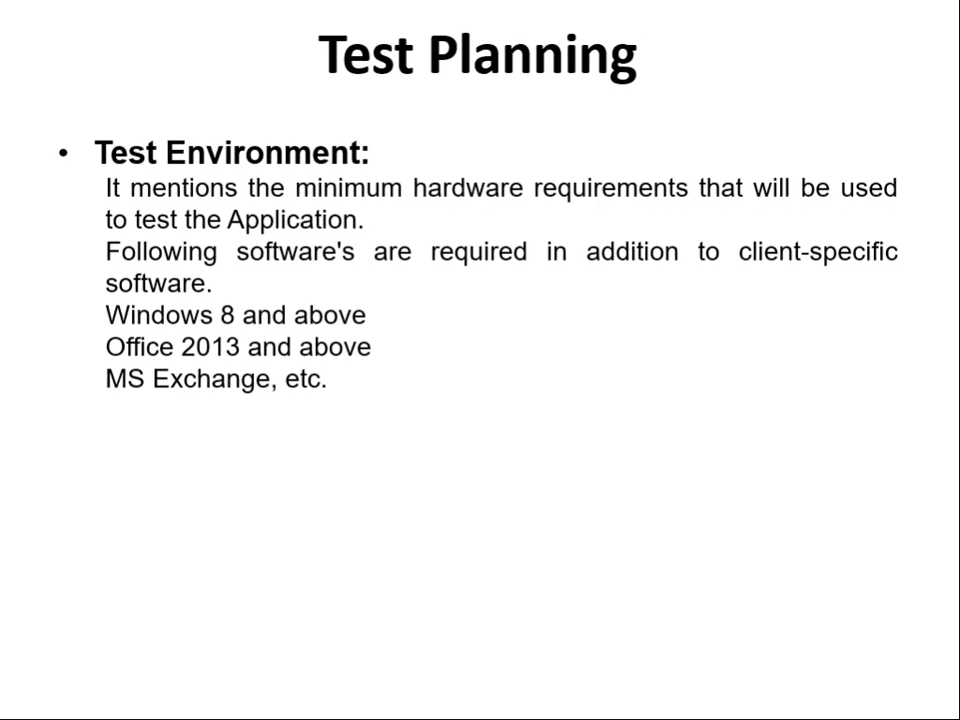 Test Planning
• Test Environment:
It mentions the minimum hardware requirements that will be used
to test the Application.
Following software's are required in addition to client-specific
software.
Windows 8 and above
Office 2013 and above
MS Exchange, etc.